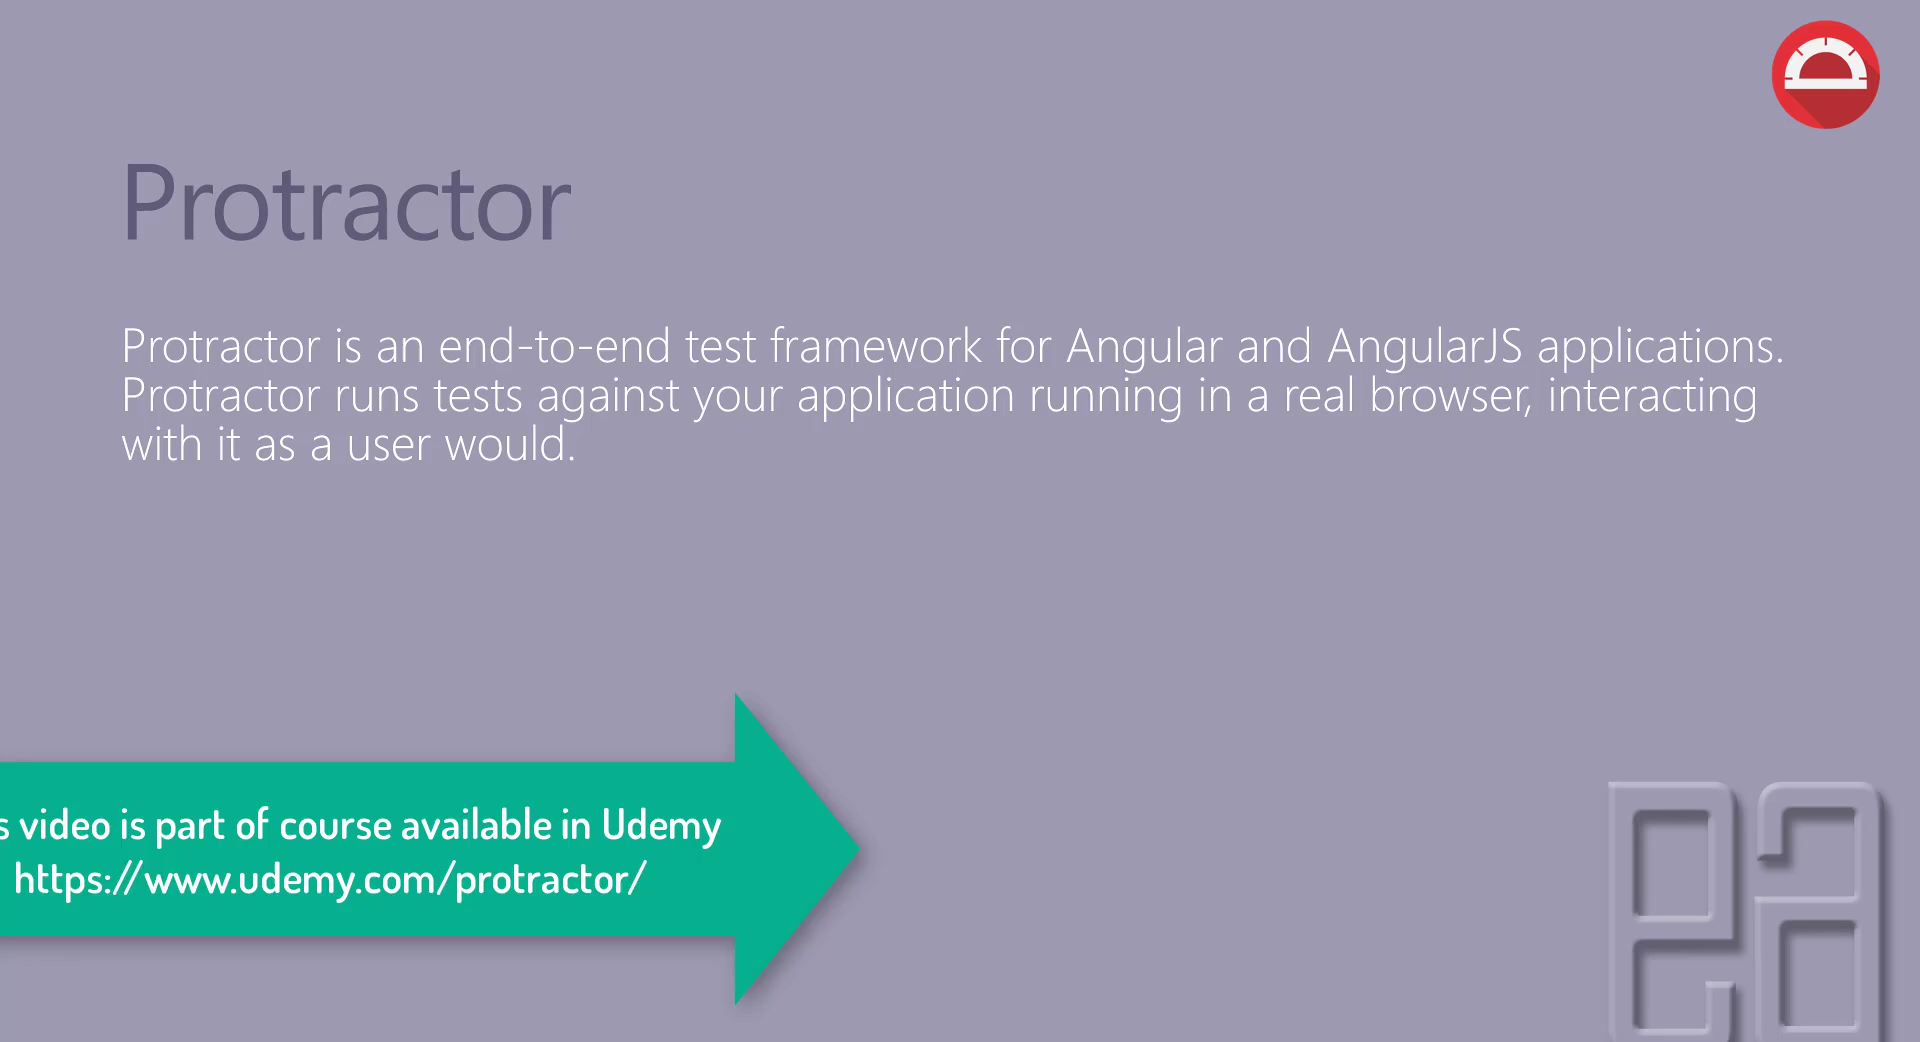 Protractor
Protractor is an end-to-end test framework for Angular and AngularJS applications.
Protractor runs tests against your application running in a real browser, interacting
with it as a user would.
s video is part of course available in Udemy
https://www.udemy.com/protractor/
ea